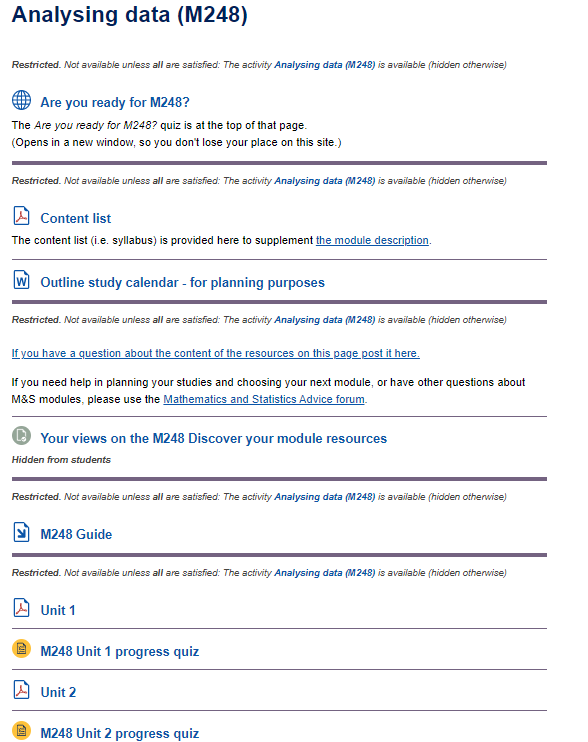 Analysing data (M248)
Restricted. Not available unless all are satisfied: The activity Analysing data (M248) is available (hidden otherwise)
Are you ready for M248?
The Are you ready for M248? quiz is at the top of that page.
(Opens in a new window, so you don't lose your place on this site.)
Restricted. Not available unless all are satisfied: The activity Analysing data (M248) is available (hidden otherwise)
Content list
The content list (i.e. syllabus) is provided here to supplement the module description.
Outline study calendar - for planning purposes
Restricted. Not available unless all are satisfied: The activity Analysing data (M248) is available (hidden otherwise)
If you have a question about the content of the resources on this page post it here.
If you need help in planning your studies and choosing your next module, or have other questions about
M&S modules, please use the Mathematics and Statistics Advice forum.
Your views on the M248 Discover your module resources
Hidden from students
Restricted. Not available unless all are satisfied: The activity Analysing data (M248) is available (hidden otherwise)
M248 Guide
Restricted. Not available unless all are satisfied: The activity Analysing data (M248) is available (hidden otherwise)
Unit 1
M248 Unit 1 progress quiz
Unit 2
M248 Unit 2 progress quiz